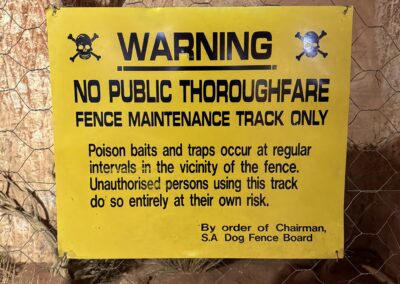 WARNING
NO PUBLIC THOROUGHFARE
FENCE MAINTENANCE TRACK ONLY
Poison baits and traps occur at regular
intervals in the vicinity of the fence.
Unauthorised persons using this track
do so entirely at their own risk.
By order of Chairman,
S.A Dog Fence Board